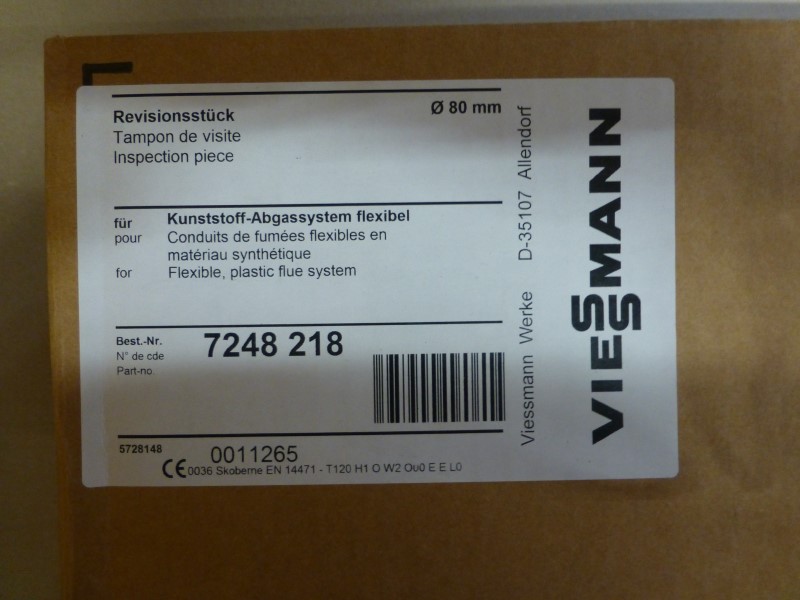 Revisionsstück
Ø 80 mm
Tampon de visite
Inspection piece
für Kunststoff-Abgassystem flexibel
pour Conduits de fumées flexibles en
matériau synthétique
for Flexible, plastic flue system
Best.-Nr. 7248 218
N° de cde
Part-no.
5728148
0011265
CE 0036 Skoberne EN 14471 - T120 H1 O W2 Ou0 E E L0
Viessmann Werke D-35107 Allendorf
VIESSMANN